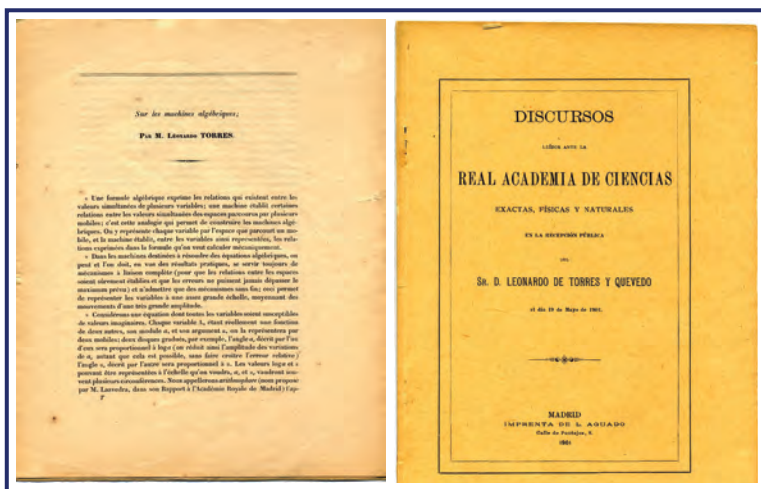 Sur les machines algébriques;
PAR M. LEONARDO TORRES.
« Une formule algébrique exprime les relations qui existent entre les
valeurs simultanées de plusieurs variables; une machine établit certaines
relations entre les valeurs simultanées des espaces parcourus par plusieurs
mobiles; c'est cette analogie qui permet de construire les machines algé-
briques. On y représente chaque variable par l'espace que parcourt un mo-
bile, et la machine établit, entre les variables ainsi représentées, les rela-
tions exprimées dans la formule qu'on veut calculer mécaniquement.
« Dans les machines destinées à résoudre des équations algébriques, on
peut et l'on doit, en vue des résultats pratiques, se servir toujours de
mécanismes à liaison complète (pour que les relations entre les espaces
soient sûrement établies et que les erreurs ne puissent jamais dépasser le
maximum prévu) et n'admettre que des mécanismes sans fin; ceci permet
de représenter les variables à une assez grande échelle, moyennant des
mouvements d'une très grande amplitude.
« Considérons une équation dont toutes les variables soient susceptibles
de valeurs imaginaires. Chaque variable A, étant réellement une fonction
de deux autres, son module a, et son argument α, on la représentera par
deux mobiles; deux disques gradués, par exemple, l'angle a, décrit par l'un
d'eux sera proportionnel à log a (on réduit ainsi l'amplitude des variations
de a, autant que cela est possible, sans faire croître l'erreur relative)
l'angle α, décrit par l'autre sera proportionnel à α. Les valeurs log a et α
pouvant être représentées à l'échelle qu'on voudra, a, et α, vaudront sou-
vent plusieurs circonférences. Nous appellerons arithmophore (nom proposé
par M. Saavedra, dans son Rapport à l'Académie Royale de Madrid) l'ap-
DISCURSOS
LEÍDOS ANTE LA
REAL ACADEMIA DE CIENCIAS
EXACTAS, FÍSICAS Y NATURALES
EN LA RECEPCIÓN PÚBLICA
DEL
SR. D. LEONARDO DE TORRES Y QUEVEDO
el día 19 de Mayo de 1901.
MADRID
IMPRENTA DE L. AGUADO
Calle de Pontejos, 8.
1901